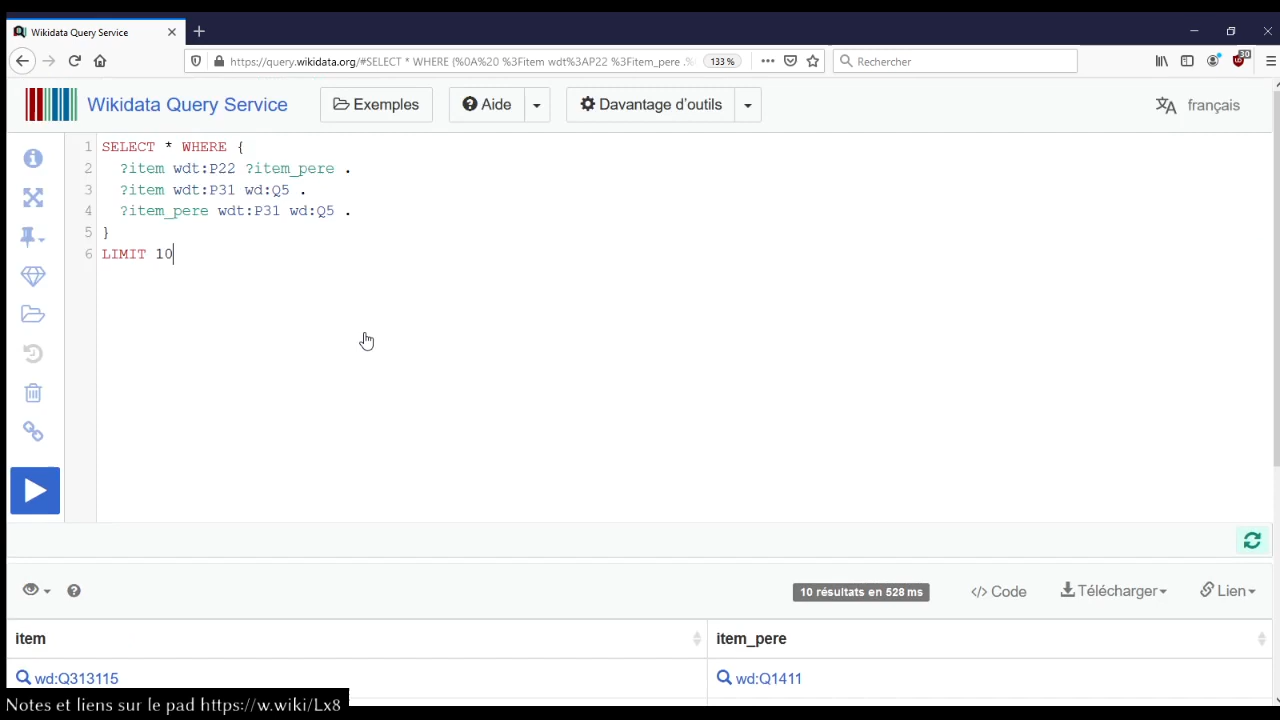 Wikidata Query Service
https://query.wikidata.org/#SELECT * WHERE {%0A%20 %3Fitem wdt%3AP22 %3Fitem_pere .%
133 %
Rechercher
30
Wikidata Query Service
Exemples
Aide
Davantage d'outils
français
1 SELECT * WHERE {
2 ?item wdt:P22 ?item_pere .
3 ?item wdt:P31 wd:Q5 .
4 ?item_pere wdt:P31 wd:Q5 .
5 }
6 LIMIT 10
10 résultats en 528 ms
</> Code
Télécharger
Lien
item
item_pere
wd:Q313115
wd:Q1411
Notes et liens sur le pad https://w.wiki/Lx8